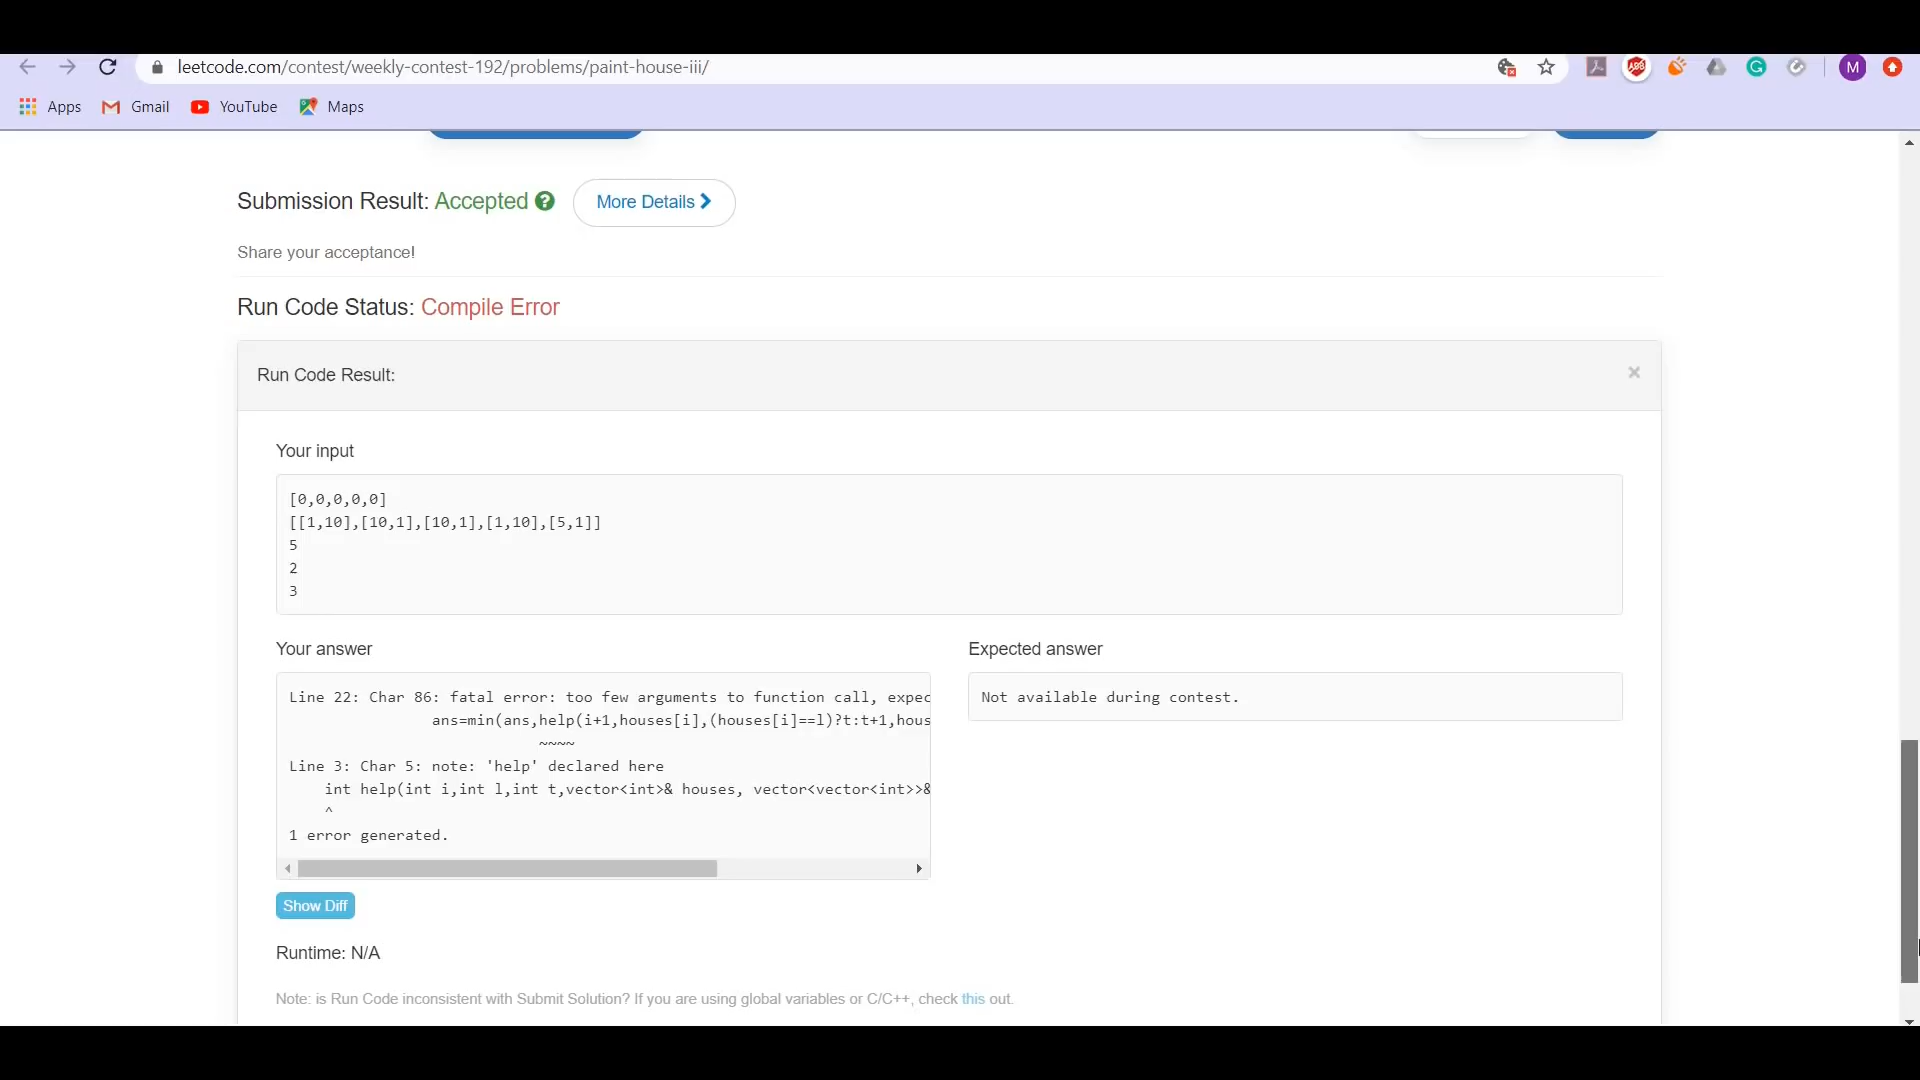 leetcode.com/contest/weekly-contest-192/problems/paint-house-iii/
M
Apps Gmail YouTube Maps
Submission Result: Accepted ? More Details
Share your acceptance!
Run Code Status: Compile Error
Run Code Result: ×
Your input
[0,0,0,0,0]
[[1,10],[10,1],[10,1],[1,10],[5,1]]
5
2
3
Your answer
Expected answer
Line 22: Char 86: fatal error: too few arguments to function call, expec
ans=min(ans,help(i+1,houses[i],(houses[i]==l)?t:t+1,hous
~~~~
Line 3: Char 5: note: 'help' declared here
int help(int i,int l,int t,vector<int>& houses, vector<vector<int>>&
^
1 error generated.
Not available during contest.
Show Diff
Runtime: N/A
Note: is Run Code inconsistent with Submit Solution? If you are using global variables or C/C++, check this out.